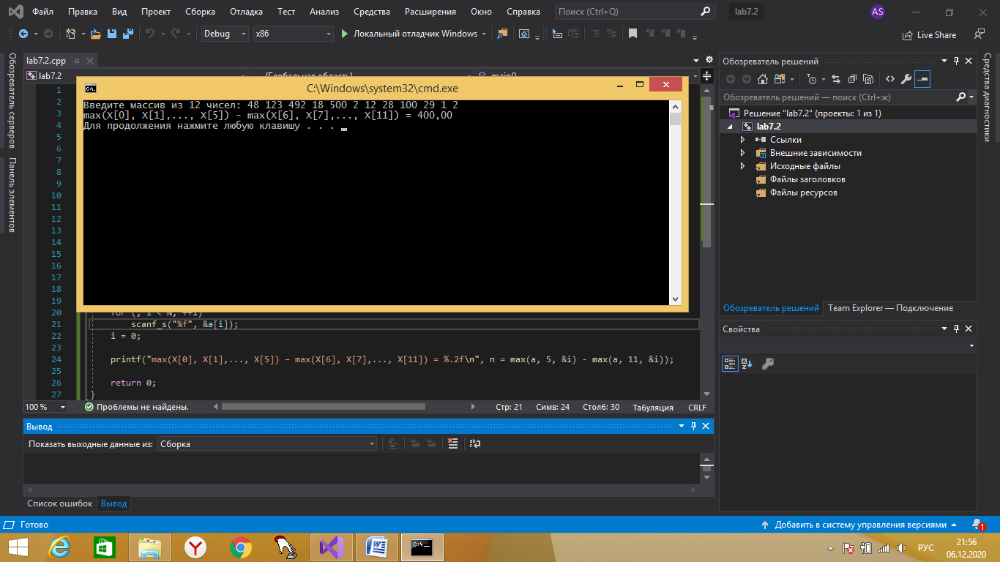 Файл Правка Вид Проект Сборка Отладка Тест Анализ Средства Расширения Окно Справка Поиск (Ctrl+Q) lab7.2 AS
Debug x86 Локальный отладчик Windows Live Share
Обозреватель серверов
Панель элементов
lab7.2.cpp
lab7.2 (Глобальная область) main()
C:\Windows\system32\cmd.exe
Введите массив из 12 чисел: 48 123 492 18 500 2 12 28 100 29 1 2
max(X[0], X[1],..., X[5]) - max(X[6], X[7],..., X[11]) = 400,00
Для продолжения нажмите любую клавишу . . .
1
2
3
4
5
6
7
8
9
10
11
12
13
14
15
16
17
18
19
20 for (; i < N; ++i)
21 scanf_s("%f", &a[i]);
22 i = 0;
23
24 printf("max(X[0], X[1],..., X[5]) – max(X[6], X[7],..., X[11]) = %.2f\n", n = max(a, 5, &i) - max(a, 11, &i));
25
26 return 0;
27 }
100 % Проблемы не найдены. Стр: 21 Симв: 24 Столб: 30 Табуляция CRLF
Вывод
Показать выходные данные из: Сборка
Список ошибок Вывод
Обозреватель решений
Обозреватель решений — поиск (Ctrl+ж)
Решение "lab7.2" (проекты: 1 из 1)
lab7.2
Ссылки
Внешние зависимости
Исходные файлы
Файлы заголовков
Файлы ресурсов
Обозреватель решений Team Explorer — Подключение
Свойства
Средства диагностики
Готово Добавить в систему управления версиями 1
РУС 21:56
06.12.2020